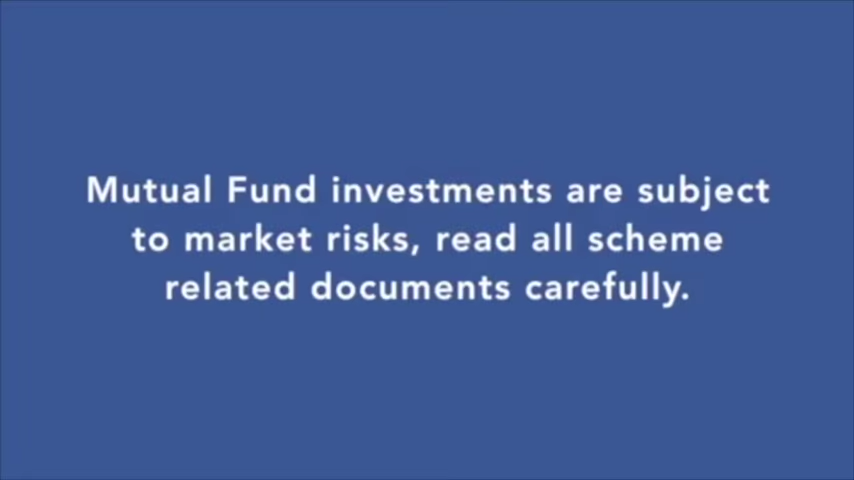 Mutual Fund investments are subject
to market risks, read all scheme
related documents carefully.